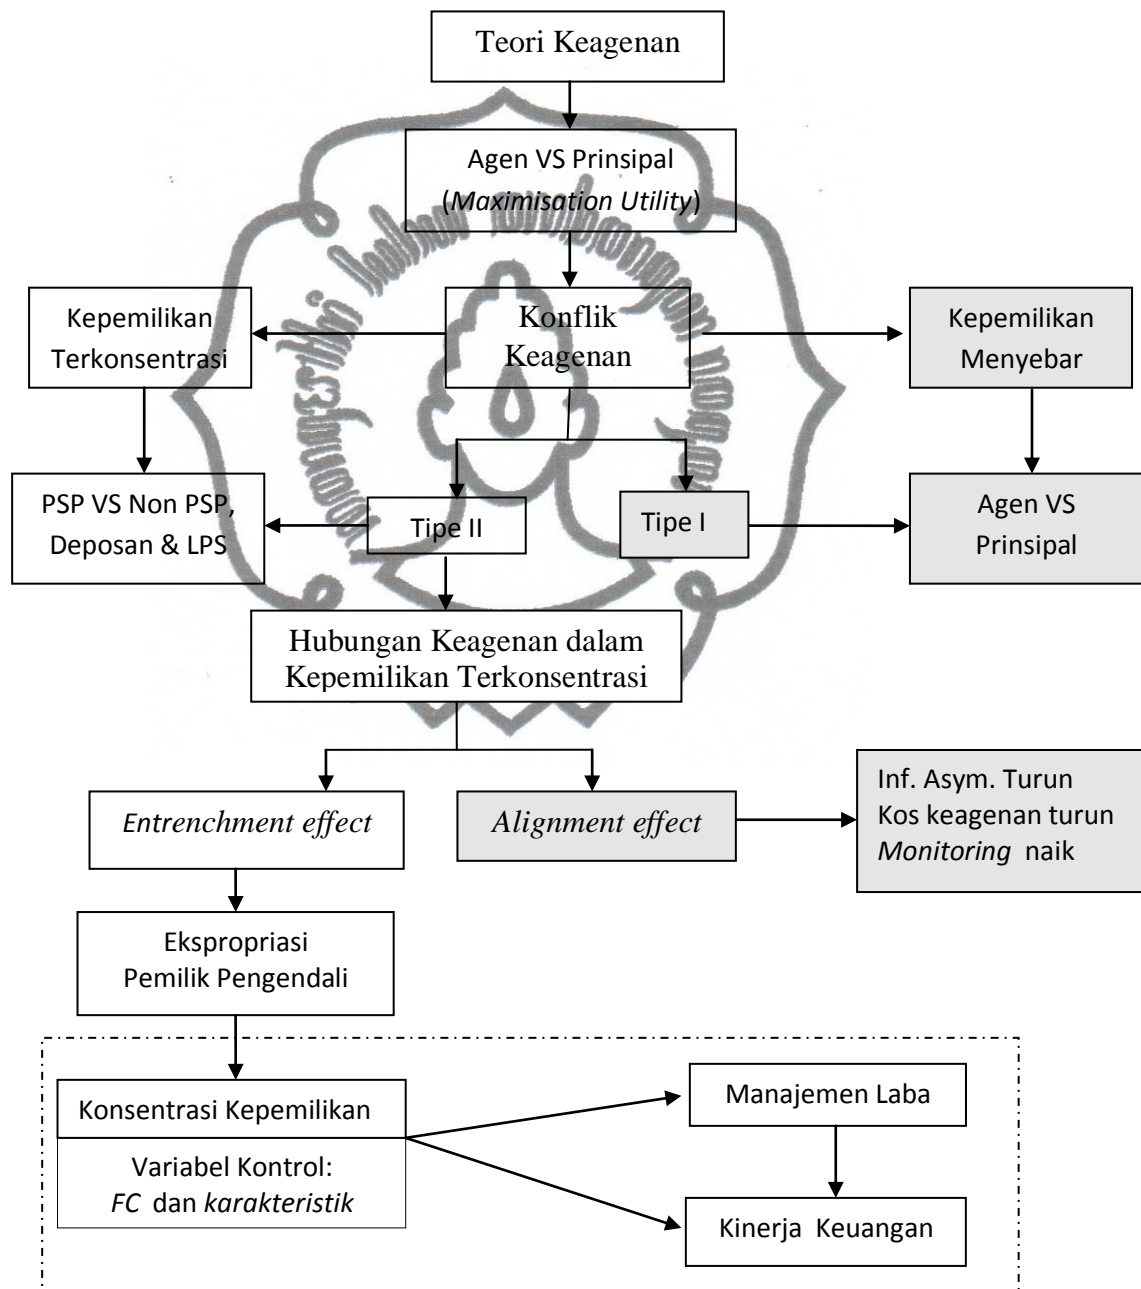 Teori Keagenan
Agen VS Prinsipal
(Maximisation Utility)
Kepemilikan
Terkonsentrasi
Konflik
Keagenan
Kepemilikan
Menyebar
PSP VS Non PSP,
Deposan & LPS
Tipe II
Tipe I
Agen VS
Prinsipal
Hubungan Keagenan dalam
Kepemilikan Terkonsentrasi
Entrenchment effect
Alignment effect
Inf. Asym. Turun
Kos keagenan turun
Monitoring naik
Ekspropriasi
Pemilik Pengendali
Konsentrasi Kepemilikan
Variabel Kontrol:
FC dan karakteristik
Manajemen Laba
Kinerja Keuangan